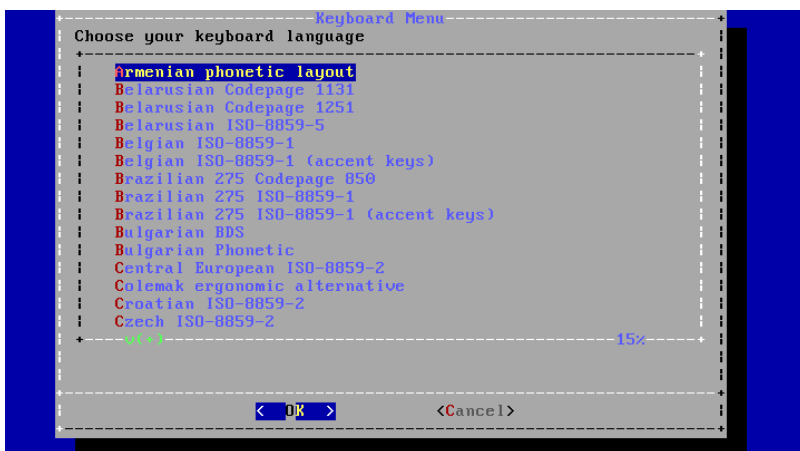 Keyboard Menu
Choose your keyboard language
Armenian phonetic layout
Belarusian Codepage 1131
Belarusian Codepage 1251
Belarusian ISO-8859-5
Belgian ISO-8859-1
Belgian ISO-8859-1 (accent keys)
Brazilian 275 Codepage 850
Brazilian 275 ISO-8859-1
Brazilian 275 ISO-8859-1 (accent keys)
Bulgarian BDS
Bulgarian Phonetic
Central European ISO-8859-2
Colemak ergonomic alternative
Croatian ISO-8859-2
Czech ISO-8859-2
v(+) 15%
< OK > <Cancel>